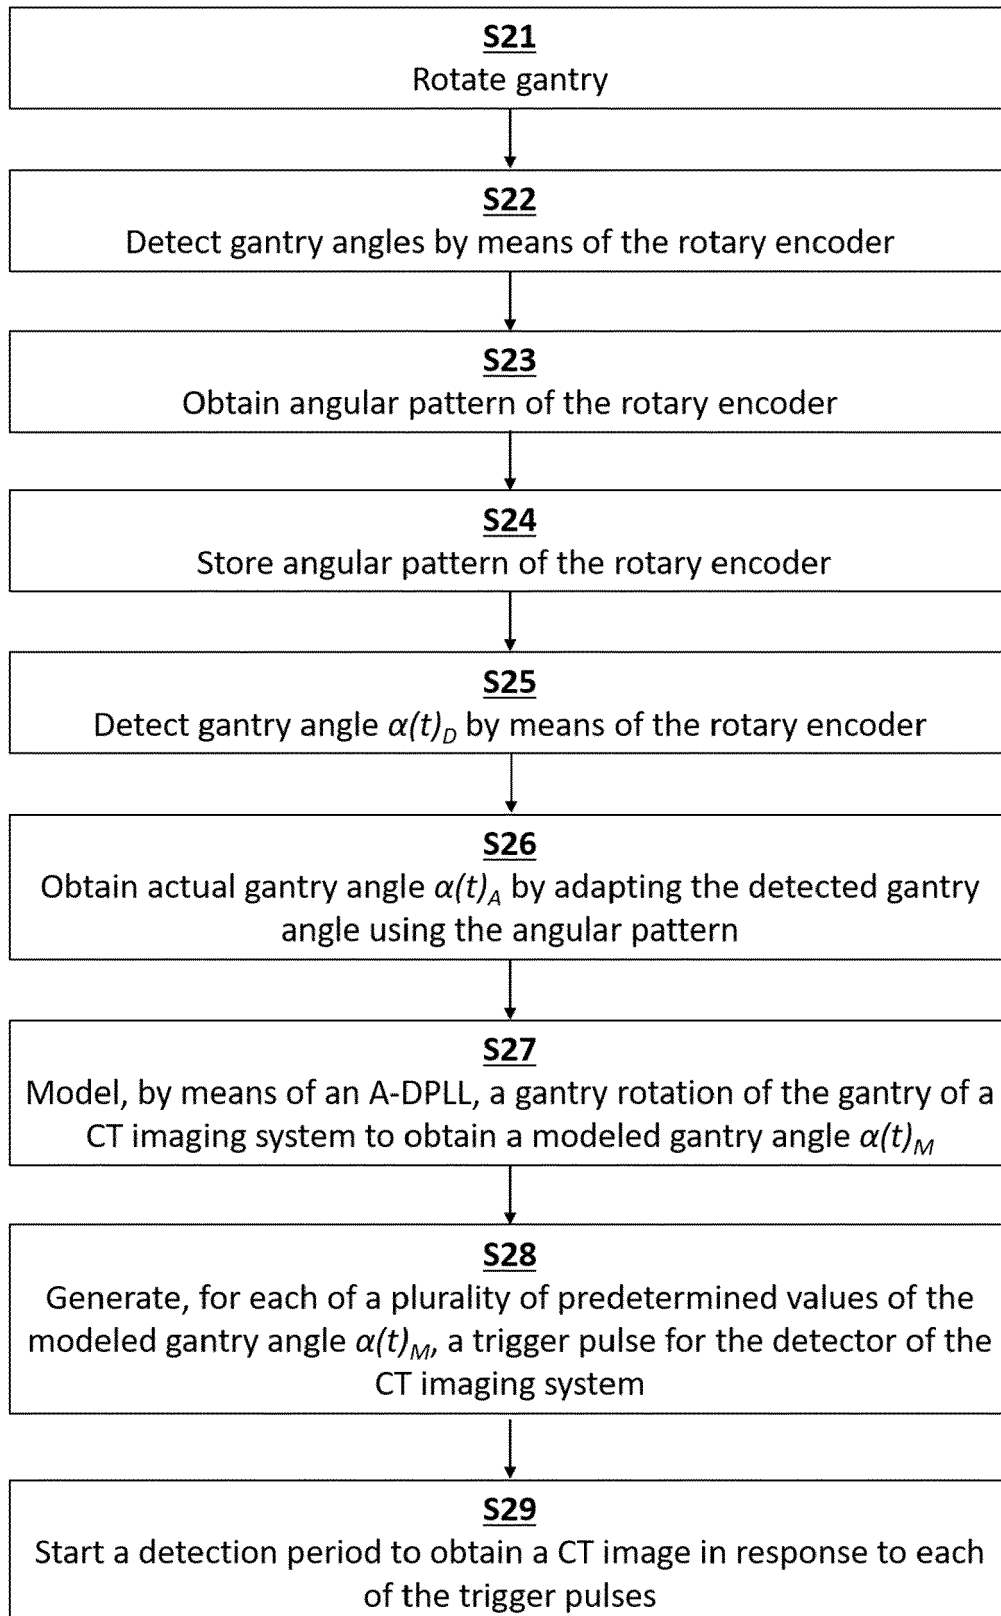 S21
Rotate gantry
S22
Detect gantry angles by means of the rotary encoder
S23
Obtain angular pattern of the rotary encoder
S24
Store angular pattern of the rotary encoder
S25
Detect gantry angle α(t)D by means of the rotary encoder
S26
Obtain actual gantry angle α(t)A by adapting the detected gantry
angle using the angular pattern
S27
Model, by means of an A-DPLL, a gantry rotation of the gantry of a
CT imaging system to obtain a modeled gantry angle α(t)M
S28
Generate, for each of a plurality of predetermined values of the
modeled gantry angle α(t)M, a trigger pulse for the detector of the
CT imaging system
S29
Start a detection period to obtain a CT image in response to each
of the trigger pulses